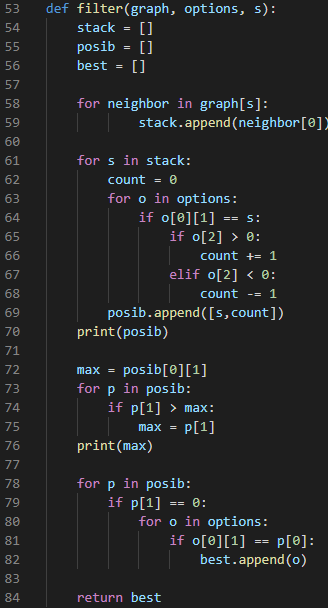 53 def filter(graph, options, s):
54     stack = []
55     posib = []
56     best = []
57
58     for neighbor in graph[s]:
59             stack.append(neighbor[0])
60
61     for s in stack:
62         count = 0
63         for o in options:
64             if o[0][1] == s:
65                 if o[2] > 0:
66                     count += 1
67                 elif o[2] < 0:
68                     count -= 1
69         posib.append([s,count])
70     print(posib)
71
72     max = posib[0][1]
73     for p in posib:
74         if p[1] > max:
75             max = p[1]
76     print(max)
77
78     for p in posib:
79         if p[1] == 0:
80             for o in options:
81                 if o[0][1] == p[0]:
82                     best.append(o)
83
84     return best